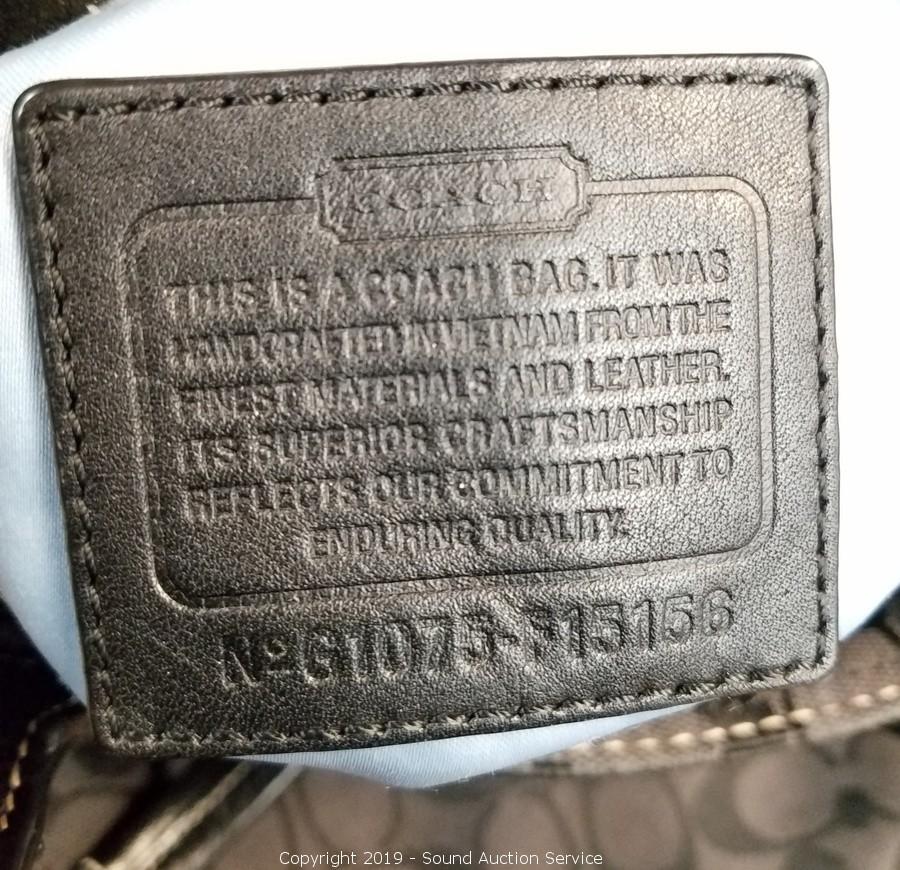 COACH
THIS IS A COACH BAG. IT WAS
HANDCRAFTED IN VIETNAM FROM THE
FINEST MATERIALS AND LEATHER.
ITS SUPERIOR CRAFTSMANSHIP
REFLECTS OUR COMMITMENT TO
ENDURING QUALITY.
Nº G1075-F15156
Copyright 2019 - Sound Auction Service